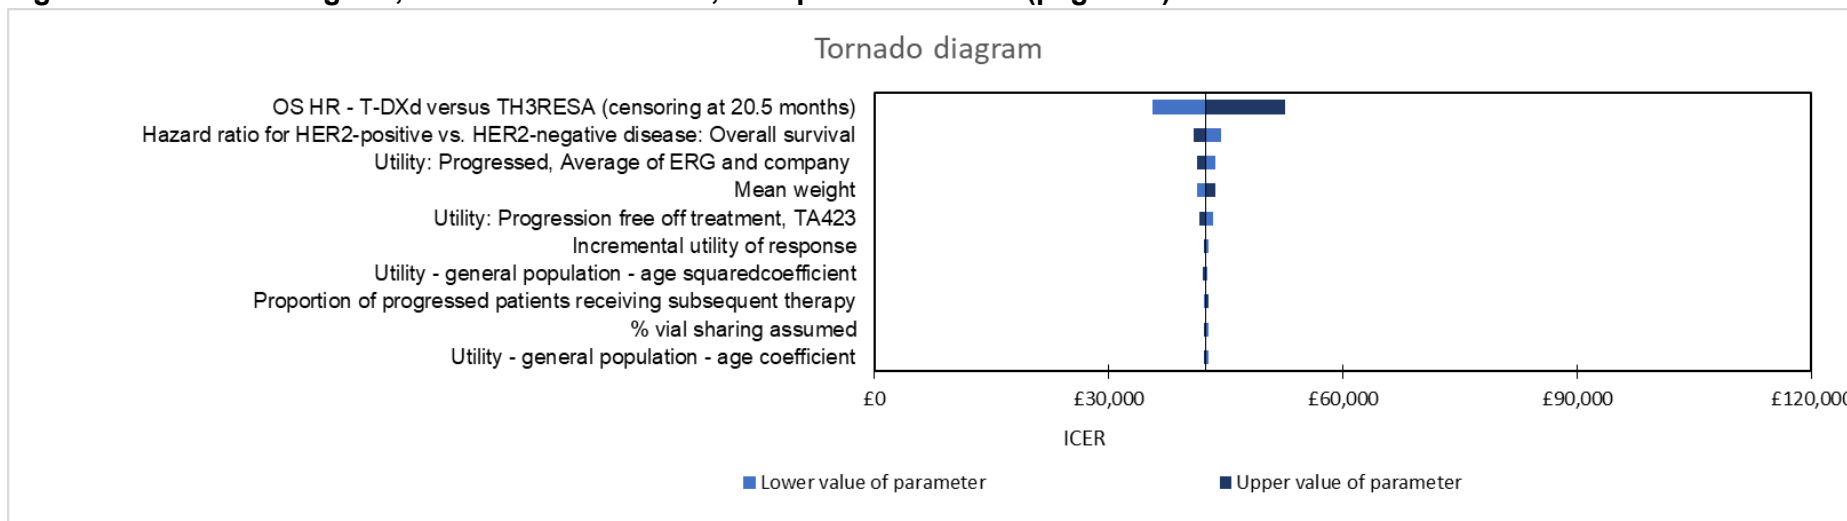 Tornado diagram
OS HR - T-DXd versus TH3RESA (censoring at 20.5 months)
Hazard ratio for HER2-positive vs. HER2-negative disease: Overall survival
Utility: Progressed, Average of ERG and company
Mean weight
Utility: Progression free off treatment, TA423
Incremental utility of response
Utility - general population - age squaredcoefficient
Proportion of progressed patients receiving subsequent therapy
% vial sharing assumed
Utility - general population - age coefficient
£0 £30,000 £60,000 £90,000 £120,000
ICER
Lower value of parameter Upper value of parameter